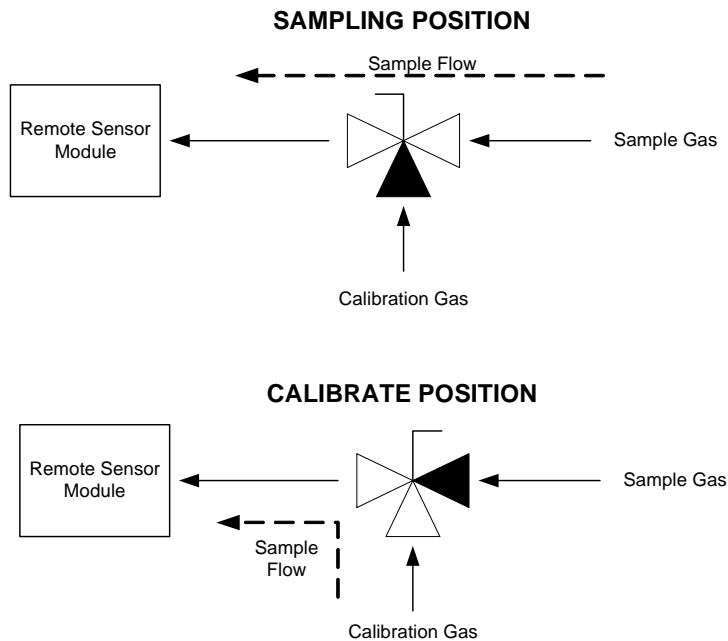 SAMPLING POSITION
Sample Flow
Remote Sensor
Module
Sample Gas
Calibration Gas
CALIBRATE POSITION
Remote Sensor
Module
Sample Gas
Sample
Flow
Calibration Gas